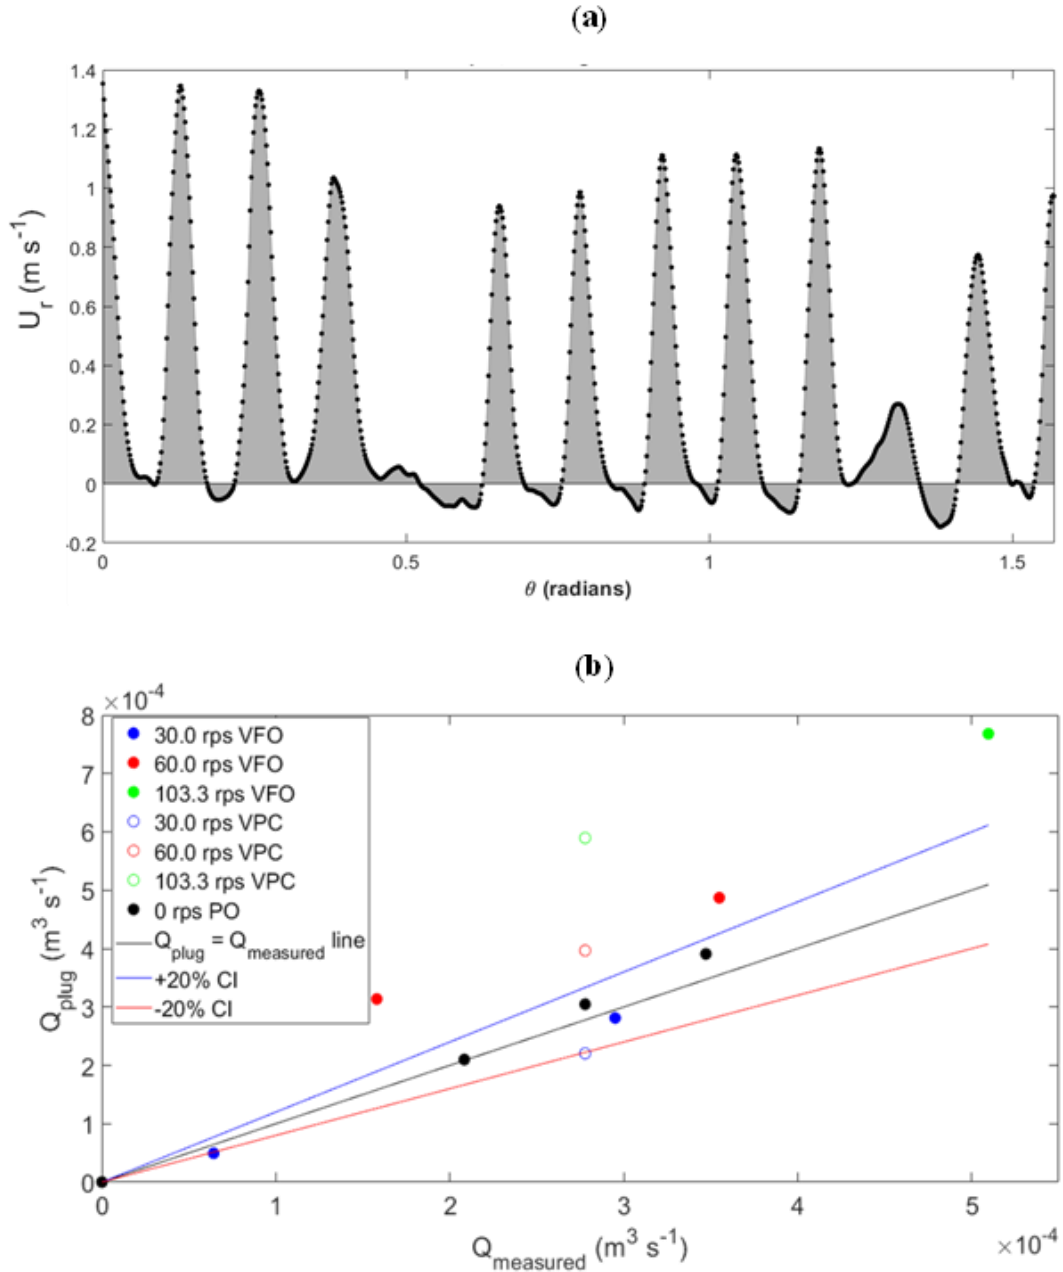 (a)
1.4
1.2
1
0.8
0.6
0.4
0.2
0
-0.2
U_r (m s^-1)
0 0.5 1 1.5
θ (radians)
(b)
×10^-4
8
7
6
5
4
3
2
1
0
Q_plug (m^3 s^-1)
30.0 rps VFO
60.0 rps VFO
103.3 rps VFO
30.0 rps VPC
60.0 rps VPC
103.3 rps VPC
0 rps PO
Q_plug = Q_measured line
+20% CI
-20% CI
0 1 2 3 4 5
Q_measured (m^3 s^-1)
×10^-4